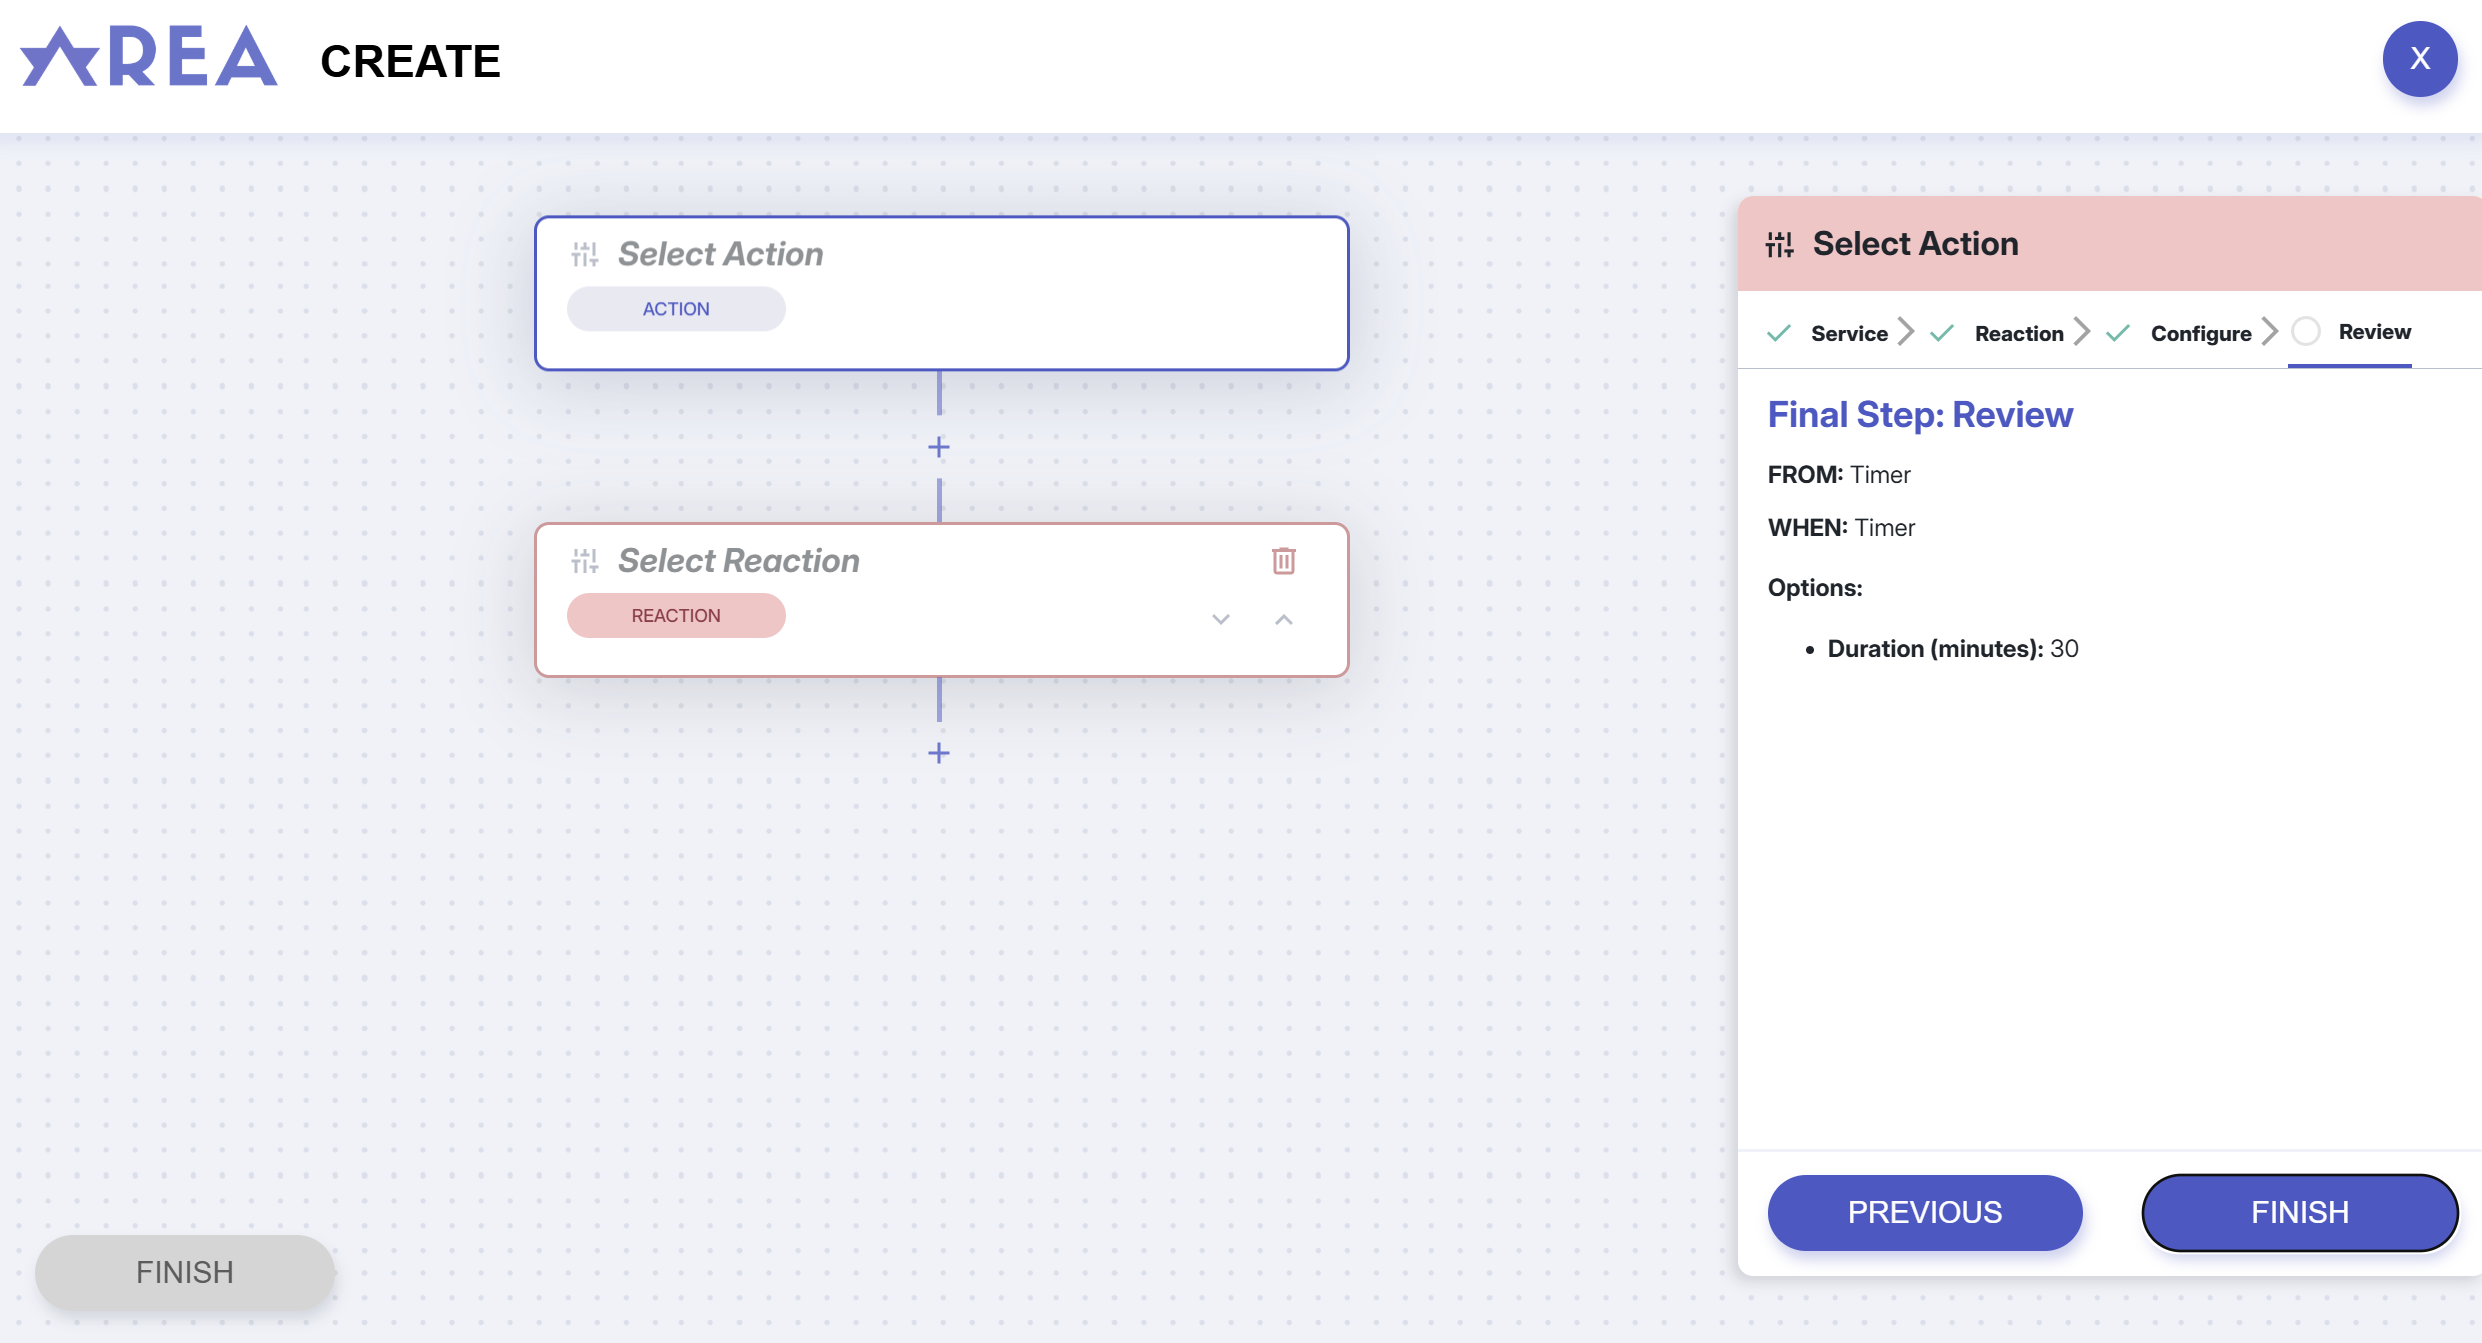 AREA CREATE
X
Select Action
ACTION
+
Select Reaction
REACTION
+
FINISH
Select Action
Service Reaction Configure Review
Final Step: Review
FROM: Timer
WHEN: Timer
Options:
• Duration (minutes): 30
PREVIOUS FINISH